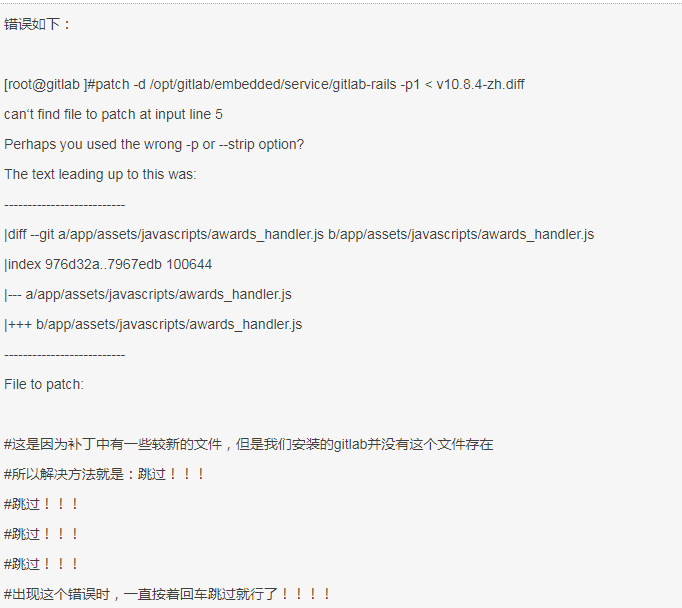 错误如下：
[root@gitlab ]#patch -d /opt/gitlab/embedded/service/gitlab-rails -p1 < v10.8.4-zh.diff
can't find file to patch at input line 5
Perhaps you used the wrong -p or --strip option?
The text leading up to this was:
--------------------------
|diff --git a/app/assets/javascripts/awards_handler.js b/app/assets/javascripts/awards_handler.js
|index 976d32a..7967edb 100644
|--- a/app/assets/javascripts/awards_handler.js
|+++ b/app/assets/javascripts/awards_handler.js
--------------------------
File to patch:
#这是因为补丁中有一些较新的文件，但是我们安装的gitlab并没有这个文件存在
#所以解决方法就是：跳过！！！
#跳过！！！
#跳过！！！
#跳过！！！
#出现这个错误时，一直按着回车跳过就行了！！！！